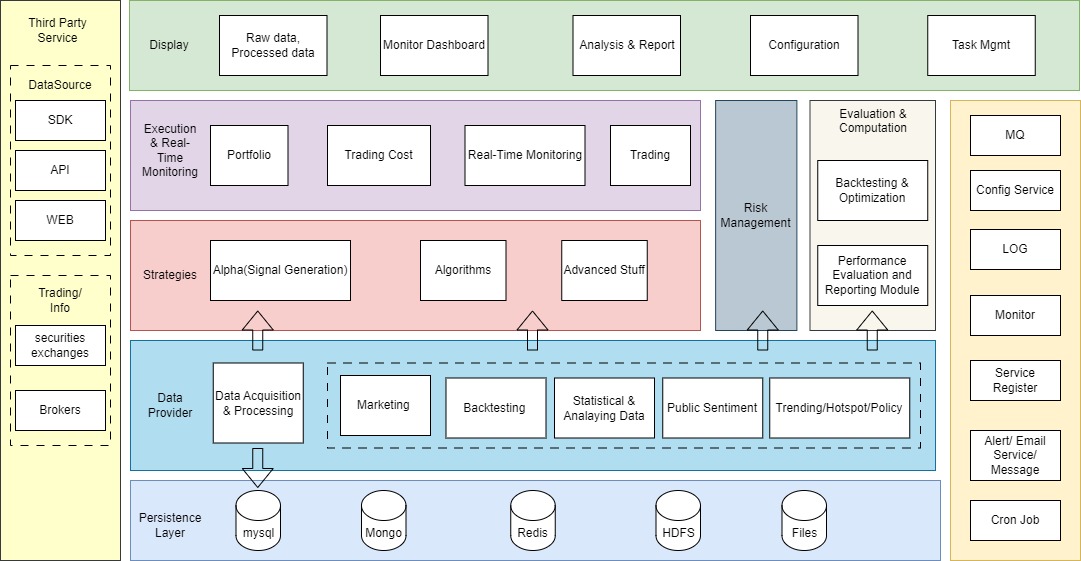 Third Party
Service
DataSource
SDK
API
WEB
Trading/
Info
securities
exchanges
Brokers
Display
Raw data,
Processed data
Monitor Dashboard
Analysis & Report
Configuration
Task Mgmt
Execution
& Real-
Time
Monitoring
Portfolio
Trading Cost
Real-Time Monitoring
Trading
Strategies
Alpha(Signal Generation)
Algorithms
Advanced Stuff
Risk
Management
Evaluation &
Computation
Backtesting &
Optimization
Performance
Evaluation and
Reporting Module
Data
Provider
Data Acquisition
& Processing
Marketing
Backtesting
Statistical &
Analaying Data
Public Sentiment
Trending/Hotspot/Policy
Persistence
Layer
mysql
Mongo
Redis
HDFS
Files
MQ
Config Service
LOG
Monitor
Service
Register
Alert/ Email
Service/
Message
Cron Job